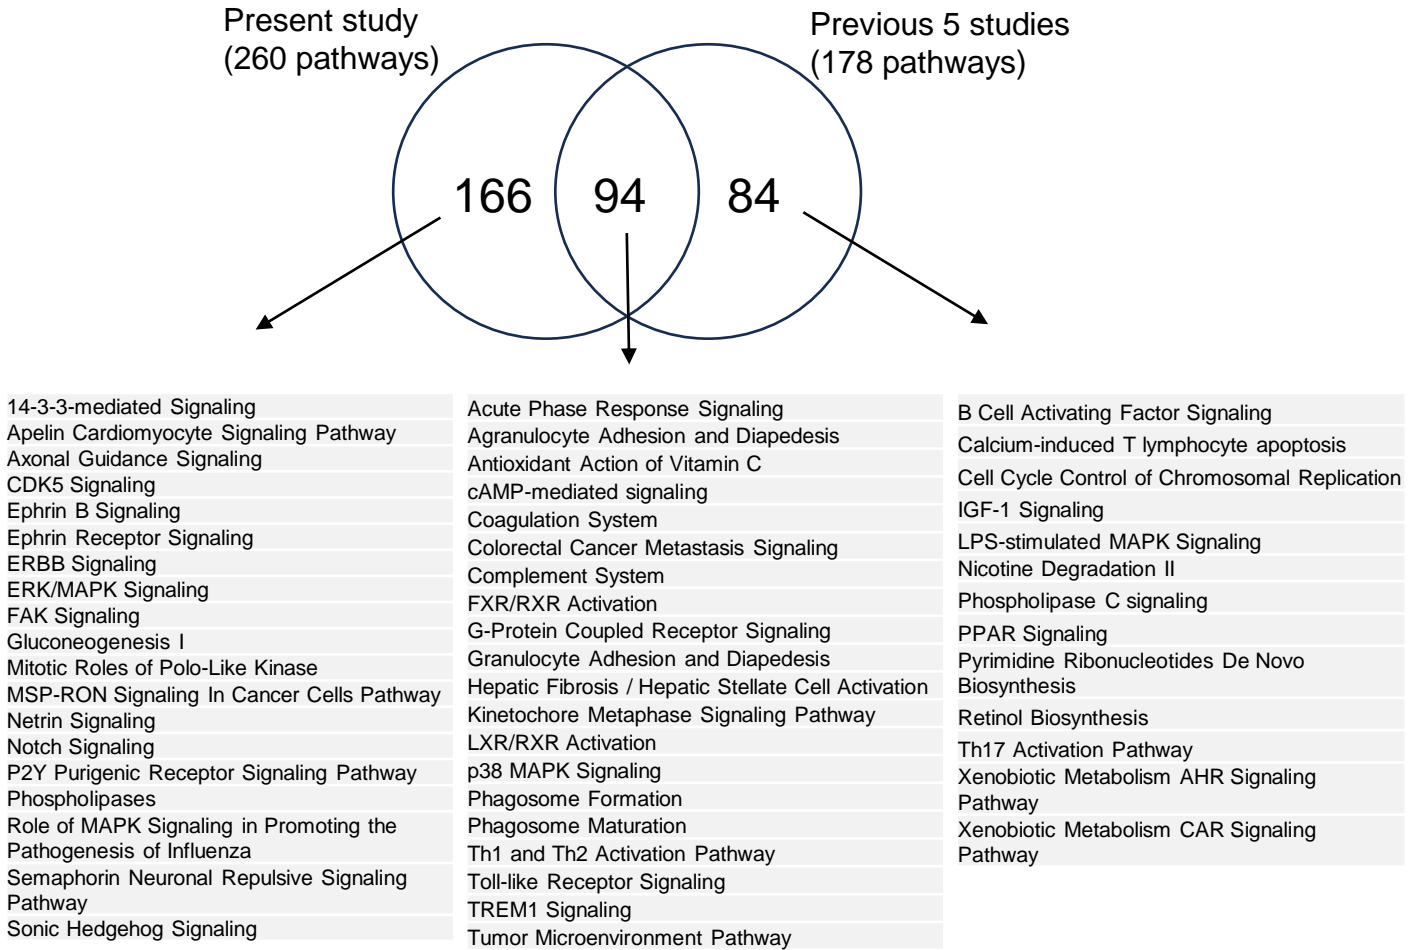 Present study
(260 pathways)
Previous 5 studies
(178 pathways)
166
94
84
14-3-3-mediated Signaling
Apelin Cardiomyocyte Signaling Pathway
Axonal Guidance Signaling
CDK5 Signaling
Ephrin B Signaling
Ephrin Receptor Signaling
ERBB Signaling
ERK/MAPK Signaling
FAK Signaling
Gluconeogenesis I
Mitotic Roles of Polo-Like Kinase
MSP-RON Signaling In Cancer Cells Pathway
Netrin Signaling
Notch Signaling
P2Y Purigenic Receptor Signaling Pathway
Phospholipases
Role of MAPK Signaling in Promoting the
Pathogenesis of Influenza
Semaphorin Neuronal Repulsive Signaling
Pathway
Sonic Hedgehog Signaling
Acute Phase Response Signaling
Agranulocyte Adhesion and Diapedesis
Antioxidant Action of Vitamin C
cAMP-mediated signaling
Coagulation System
Colorectal Cancer Metastasis Signaling
Complement System
FXR/RXR Activation
G-Protein Coupled Receptor Signaling
Granulocyte Adhesion and Diapedesis
Hepatic Fibrosis / Hepatic Stellate Cell Activation
Kinetochore Metaphase Signaling Pathway
LXR/RXR Activation
p38 MAPK Signaling
Phagosome Formation
Phagosome Maturation
Th1 and Th2 Activation Pathway
Toll-like Receptor Signaling
TREM1 Signaling
Tumor Microenvironment Pathway
B Cell Activating Factor Signaling
Calcium-induced T lymphocyte apoptosis
Cell Cycle Control of Chromosomal Replication
IGF-1 Signaling
LPS-stimulated MAPK Signaling
Nicotine Degradation II
Phospholipase C signaling
PPAR Signaling
Pyrimidine Ribonucleotides De Novo
Biosynthesis
Retinol Biosynthesis
Th17 Activation Pathway
Xenobiotic Metabolism AHR Signaling
Pathway
Xenobiotic Metabolism CAR Signaling
Pathway